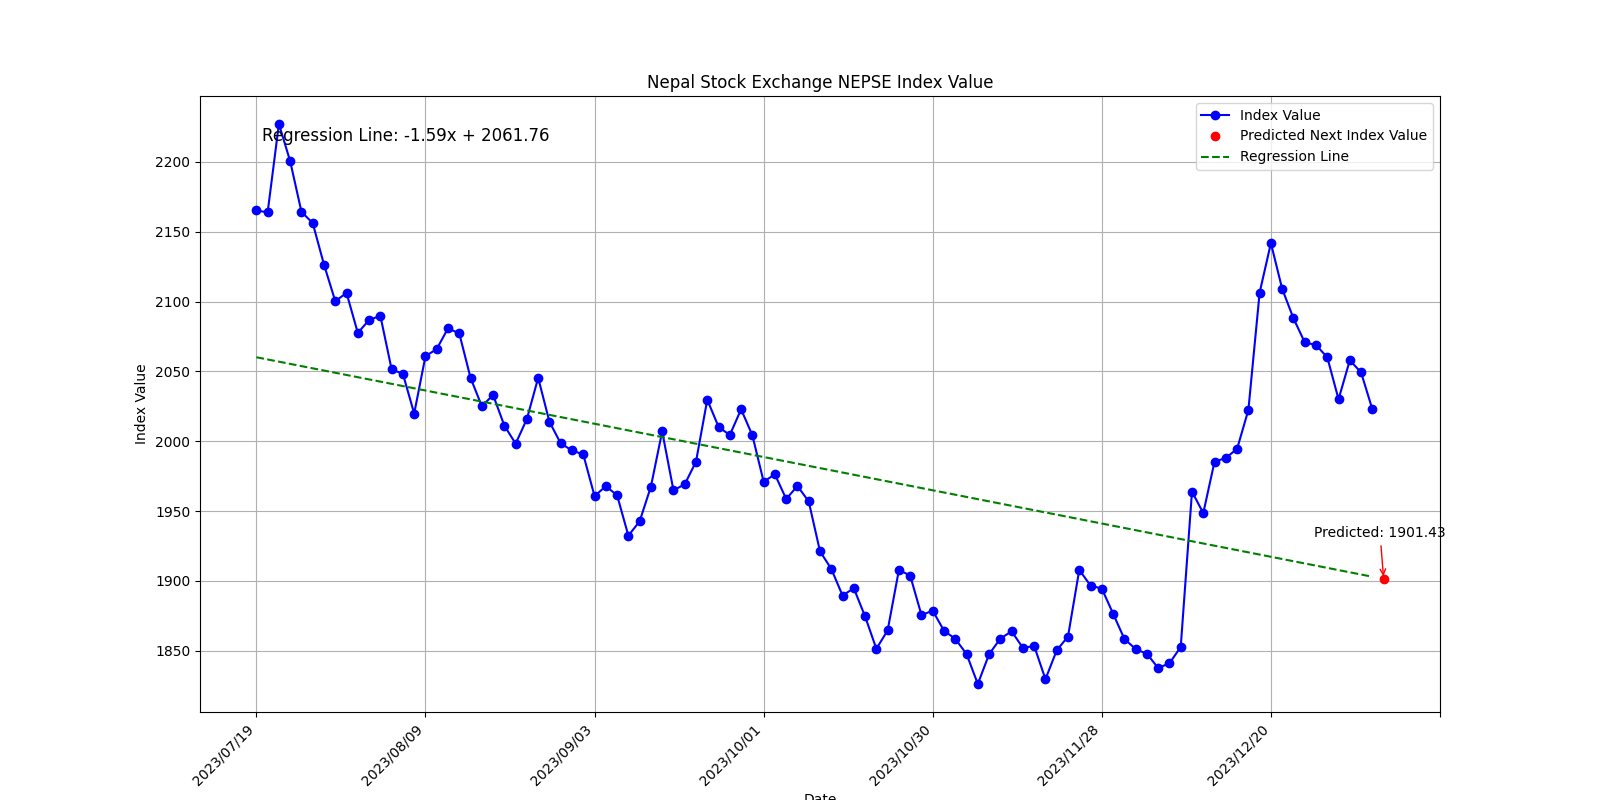 Nepal Stock Exchange NEPSE Index Value
Regression Line: -1.59x + 2061.76
Index Value
Predicted Next Index Value
Regression Line
2200
2150
2100
2050
2000
1950
1900
1850
Index Value
Predicted: 1901.43
2023/07/19
2023/08/09
2023/09/03
2023/10/01
2023/10/30
2023/11/28
2023/12/20
Date